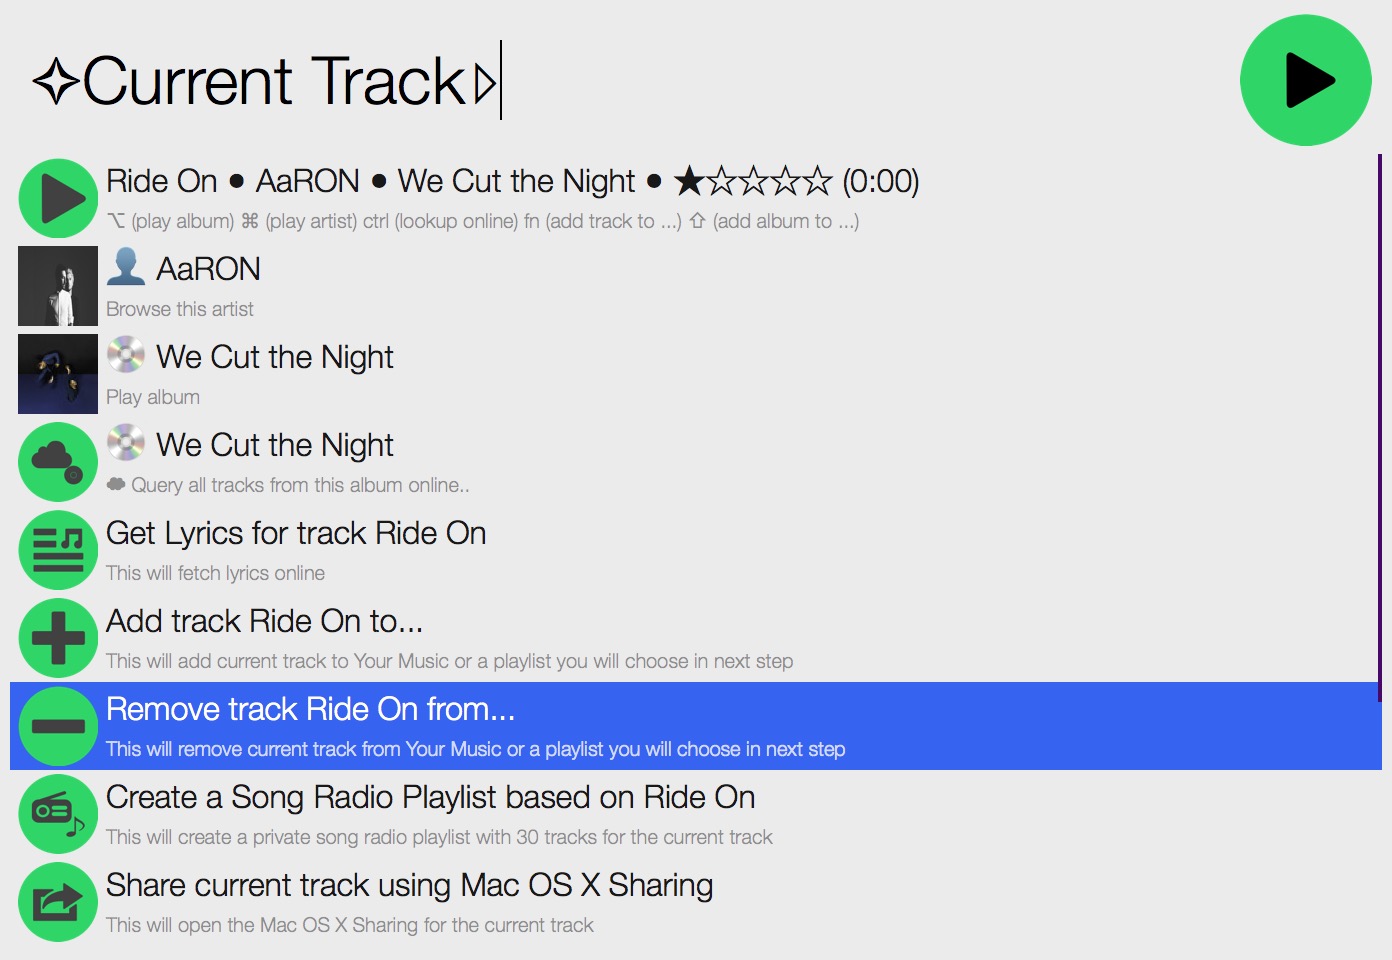 ✧Current Track▹
Ride On ● AaRON ● We Cut the Night ● ★☆☆☆☆ (0:00)
⌥ (play album) ⌘ (play artist) ctrl (lookup online) fn (add track to ...) ⇧ (add album to ...)
👤 AaRON
Browse this artist
💿 We Cut the Night
Play album
💿 We Cut the Night
☁ Query all tracks from this album online..
Get Lyrics for track Ride On
This will fetch lyrics online
Add track Ride On to...
This will add current track to Your Music or a playlist you will choose in next step
Remove track Ride On from...
This will remove current track from Your Music or a playlist you will choose in next step
Create a Song Radio Playlist based on Ride On
This will create a private song radio playlist with 30 tracks for the current track
Share current track using Mac OS X Sharing
This will open the Mac OS X Sharing for the current track